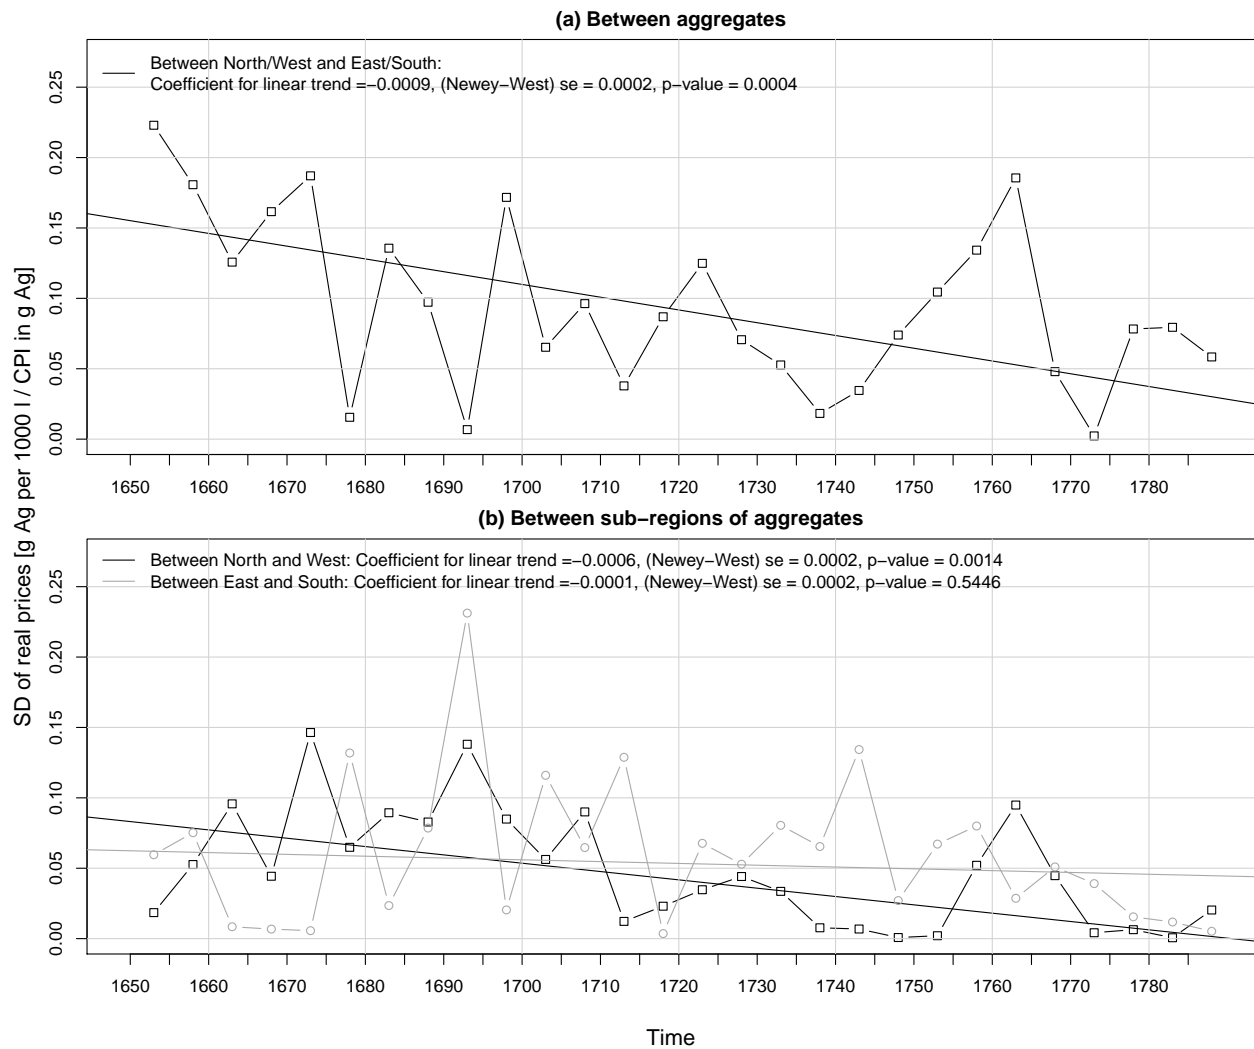 (a) Between aggregates
Between North/West and East/South:
Coefficient for linear trend =−0.0009, (Newey−West) se = 0.0002, p−value = 0.0004
0.25
0.20
0.15
0.10
0.05
0.00
1650 1660 1670 1680 1690 1700 1710 1720 1730 1740 1750 1760 1770 1780
SD of real prices [g Ag per 1000 l / CPI in g Ag]
(b) Between sub−regions of aggregates
Between North and West: Coefficient for linear trend =−0.0006, (Newey−West) se = 0.0002, p−value = 0.0014
Between East and South: Coefficient for linear trend =−0.0001, (Newey−West) se = 0.0002, p−value = 0.5446
0.25
0.20
0.15
0.10
0.05
0.00
1650 1660 1670 1680 1690 1700 1710 1720 1730 1740 1750 1760 1770 1780
Time